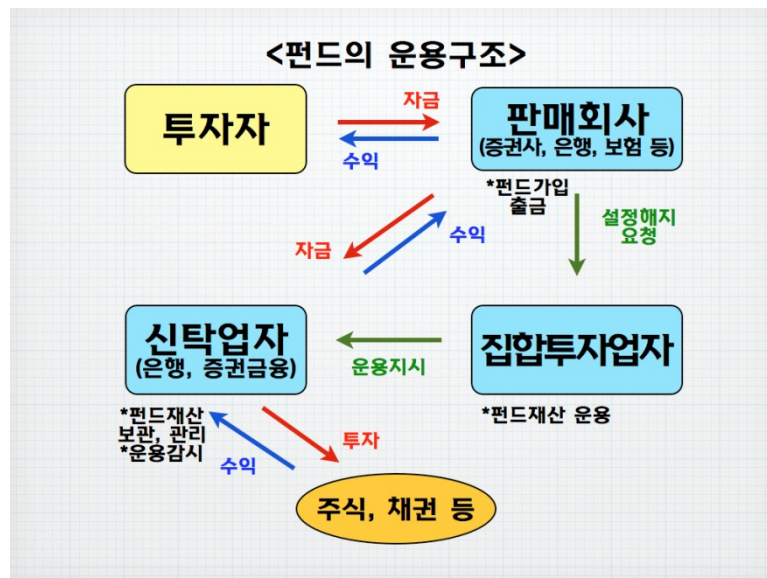 <펀드의 운용구조>
투자자
자금
수익
판매회사
(증권사, 은행, 보험 등)
*펀드가입
출금
설정해지
요청
자금
수익
신탁업자
(은행, 증권금융)
운용지시
집합투자업자
*펀드재산
보관, 관리
*운용감시
*펀드재산 운용
투자
수익
주식, 채권 등